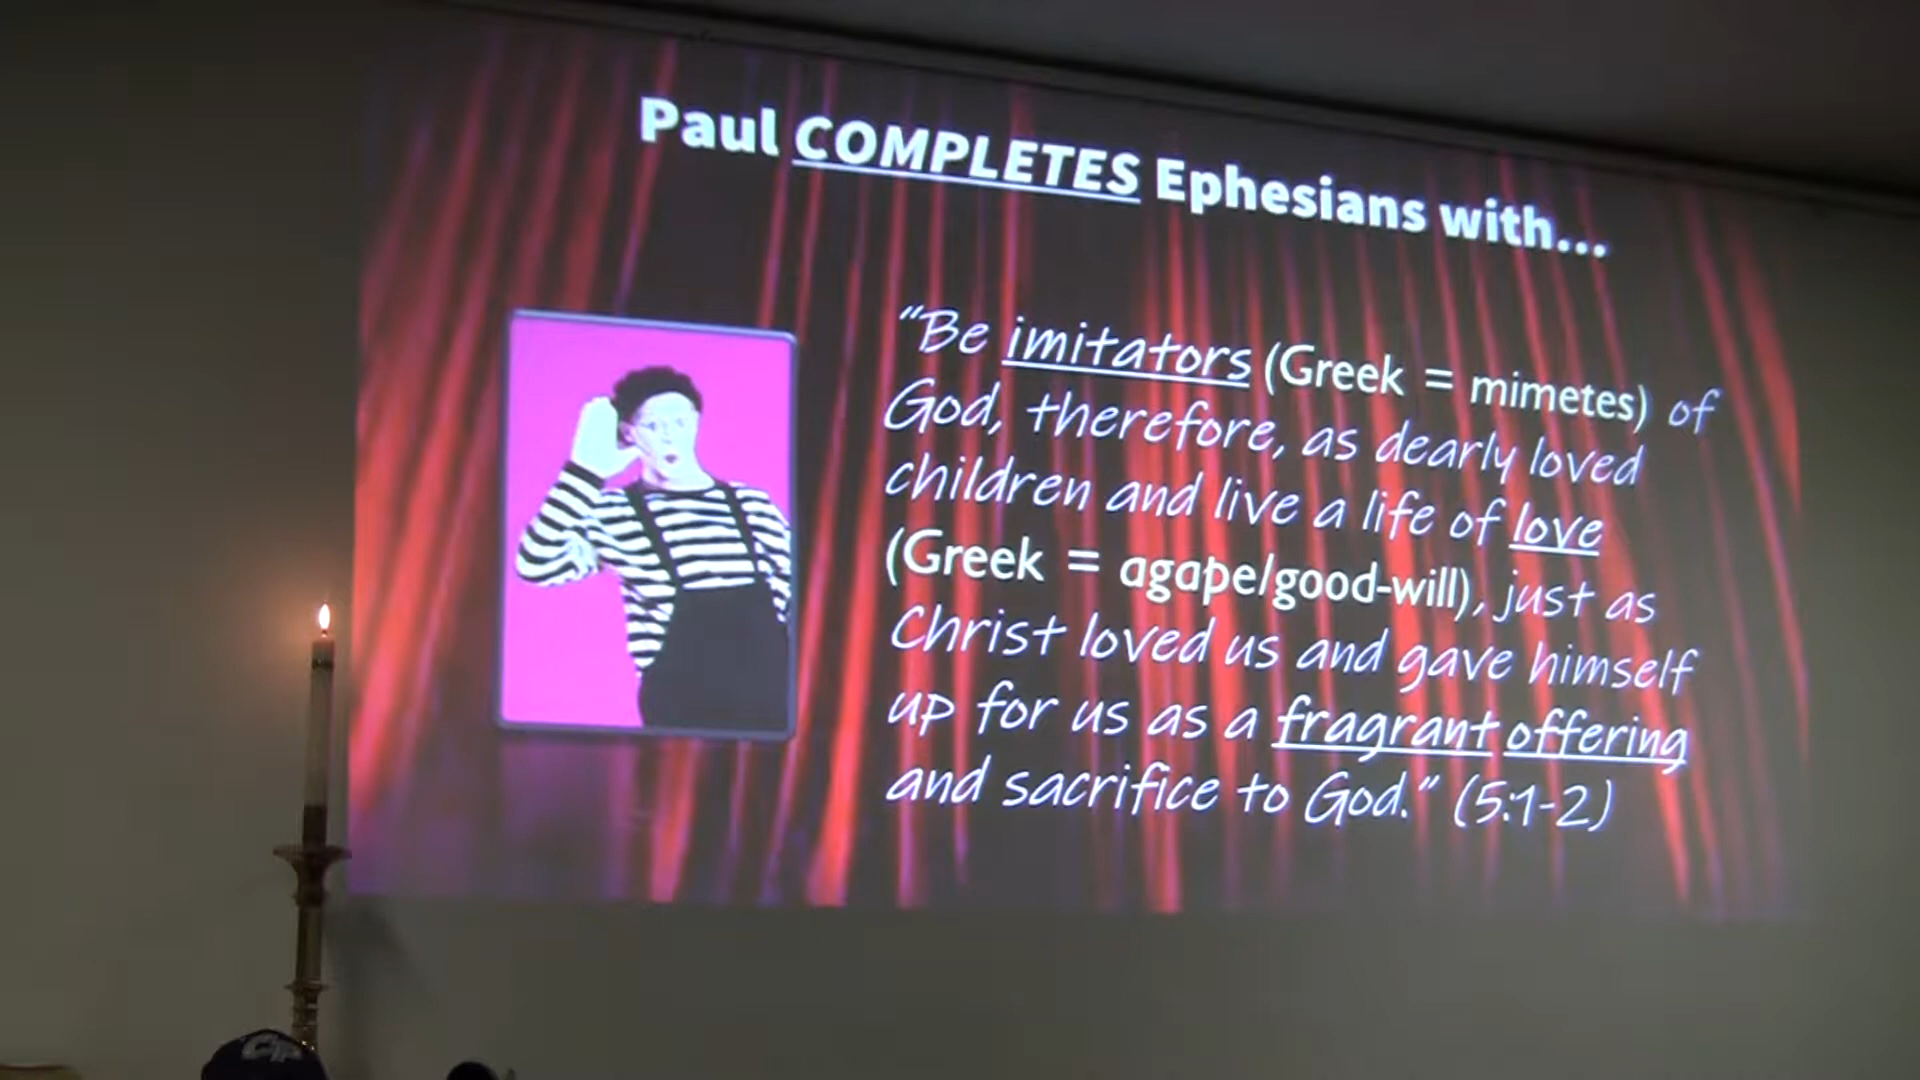 Paul COMPLETES Ephesians with...
“Be imitators (Greek = mimetes) of
God, therefore, as dearly loved
children and live a life of love
(Greek = agape/good-will), just as
Christ loved us and gave himself
up for us as a fragrant offering
and sacrifice to God.” (5:1-2)
CP